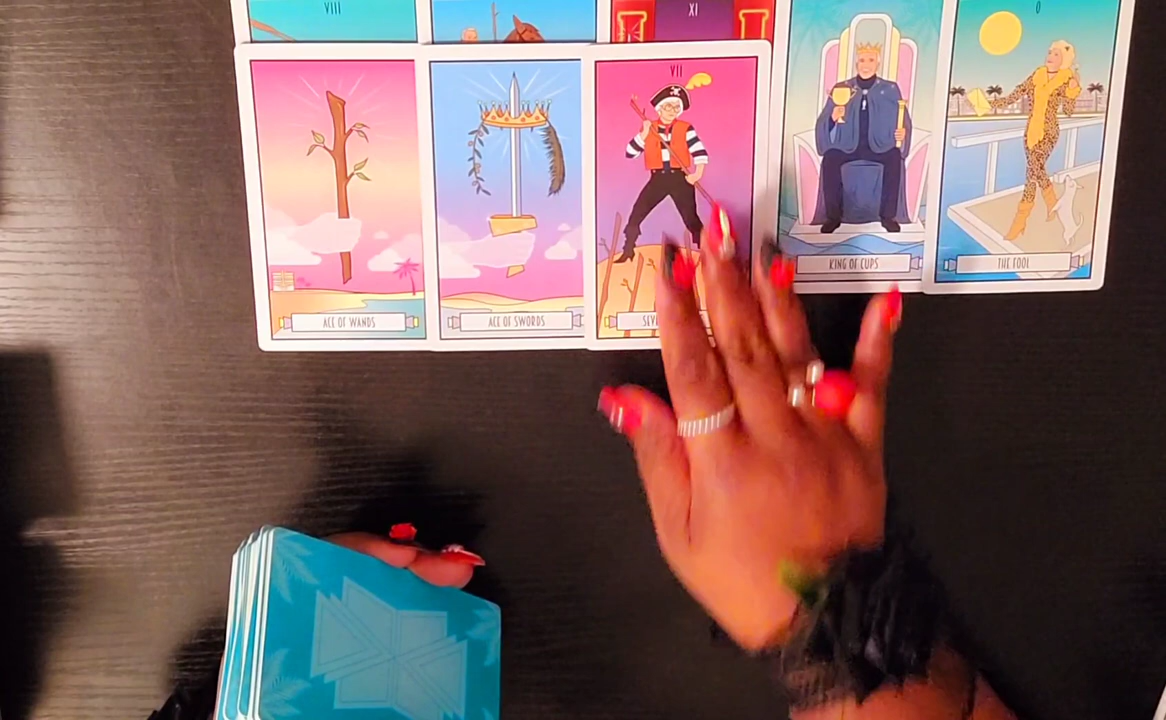 VIII
XI
0
VII
KING OF CUPS
THE FOOL
ACE OF WANDS
ACE OF SWORDS